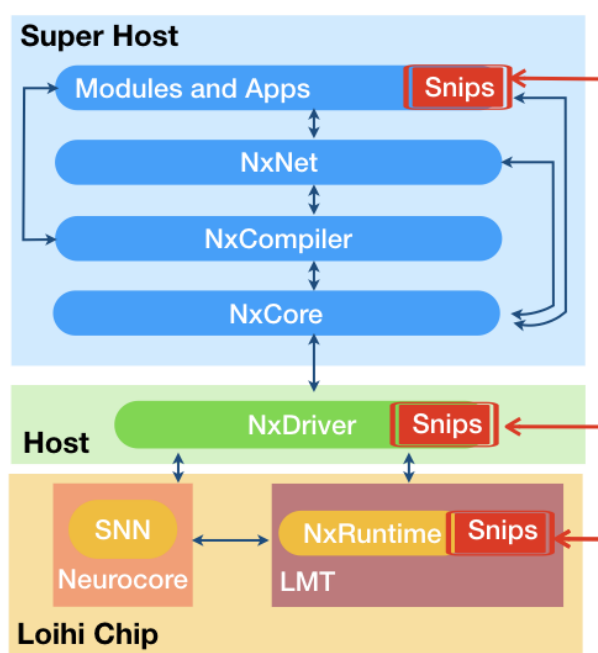 Super Host
Modules and Apps
Snips
NxNet
NxCompiler
NxCore
NxDriver
Snips
Host
SNN
Neurocore
NxRuntime
Snips
LMT
Loihi Chip